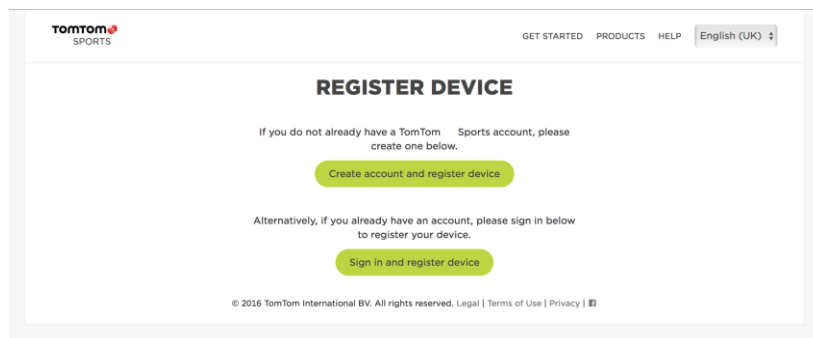 TOMTOM
SPORTS
GET STARTED PRODUCTS HELP English (UK)
REGISTER DEVICE
If you do not already have a TomTom Sports account, please
create one below.
Create account and register device
Alternatively, if you already have an account, please sign in below
to register your device.
Sign in and register device
© 2016 TomTom International BV. All rights reserved. Legal | Terms of Use | Privacy |